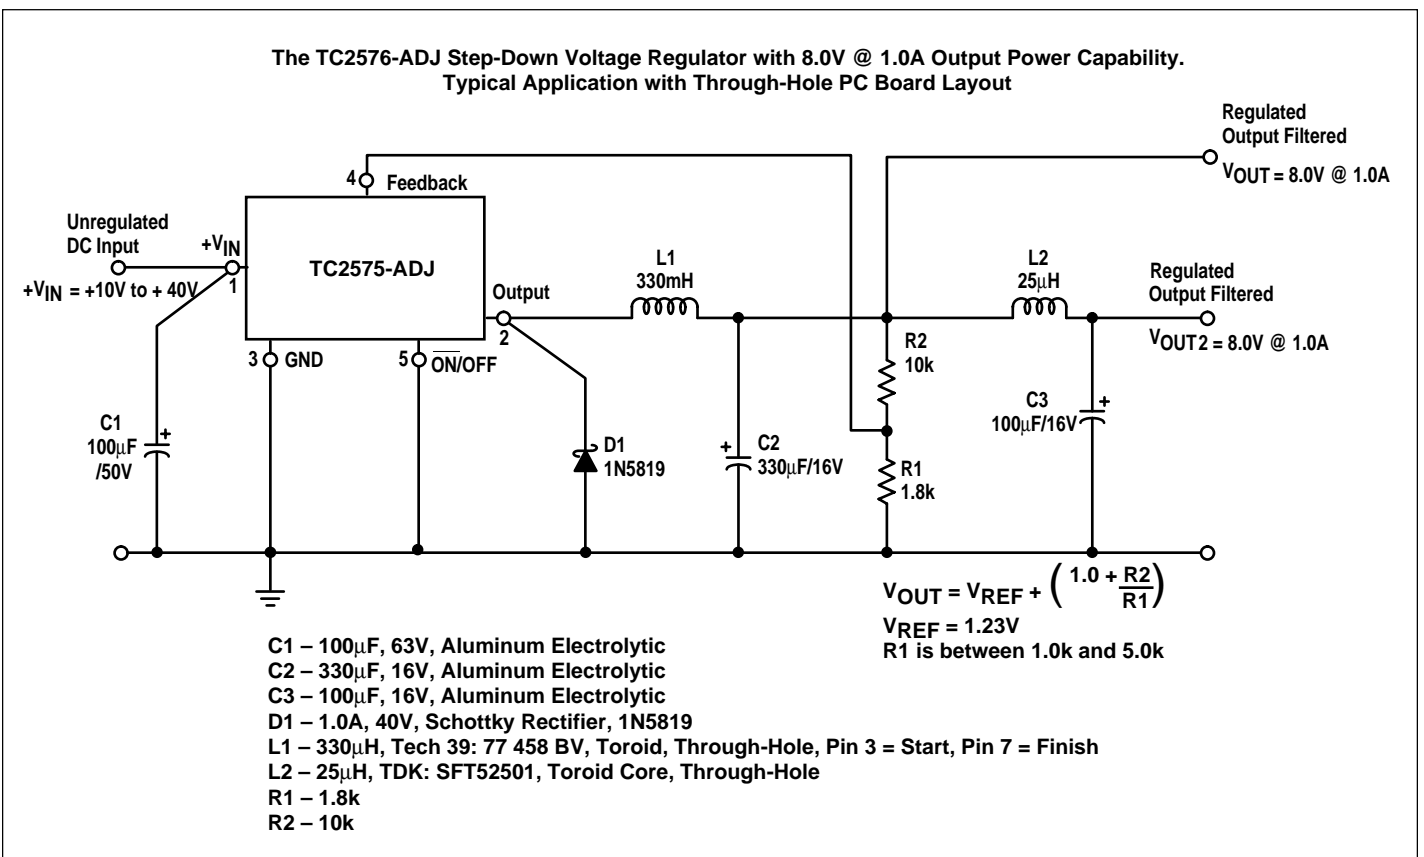 The TC2576-ADJ Step-Down Voltage Regulator with 8.0V @ 1.0A Output Power Capability.
Typical Application with Through-Hole PC Board Layout
Regulated
Output Filtered
VOUT = 8.0V @ 1.0A
4
Feedback
Unregulated
DC Input
+VIN
+VIN = +10V to + 40V
1
TC2575-ADJ
Output
2
3
GND
5
ON/OFF
L1
330mH
L2
25μH
Regulated
Output Filtered
VOUT2 = 8.0V @ 1.0A
R2
10k
C1
100μF
/50V
+
D1
1N5819
+
C2
330μF/16V
R1
1.8k
C3
100μF/16V
+
VOUT = VREF + (1.0 + R2/R1)
VREF = 1.23V
R1 is between 1.0k and 5.0k
C1 – 100μF, 63V, Aluminum Electrolytic
C2 – 330μF, 16V, Aluminum Electrolytic
C3 – 100μF, 16V, Aluminum Electrolytic
D1 – 1.0A, 40V, Schottky Rectifier, 1N5819
L1 – 330μH, Tech 39: 77 458 BV, Toroid, Through-Hole, Pin 3 = Start, Pin 7 = Finish
L2 – 25μH, TDK: SFT52501, Toroid Core, Through-Hole
R1 – 1.8k
R2 – 10k